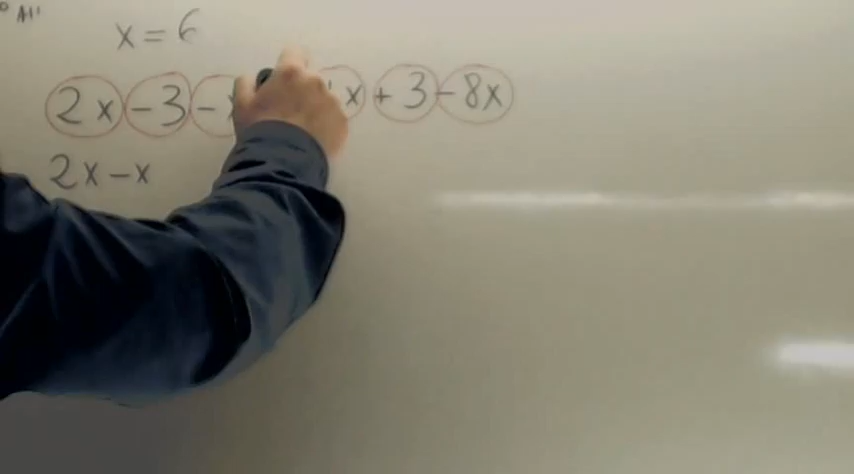 x = 6
2x - 3 - x + 3 - 8x
2x - x